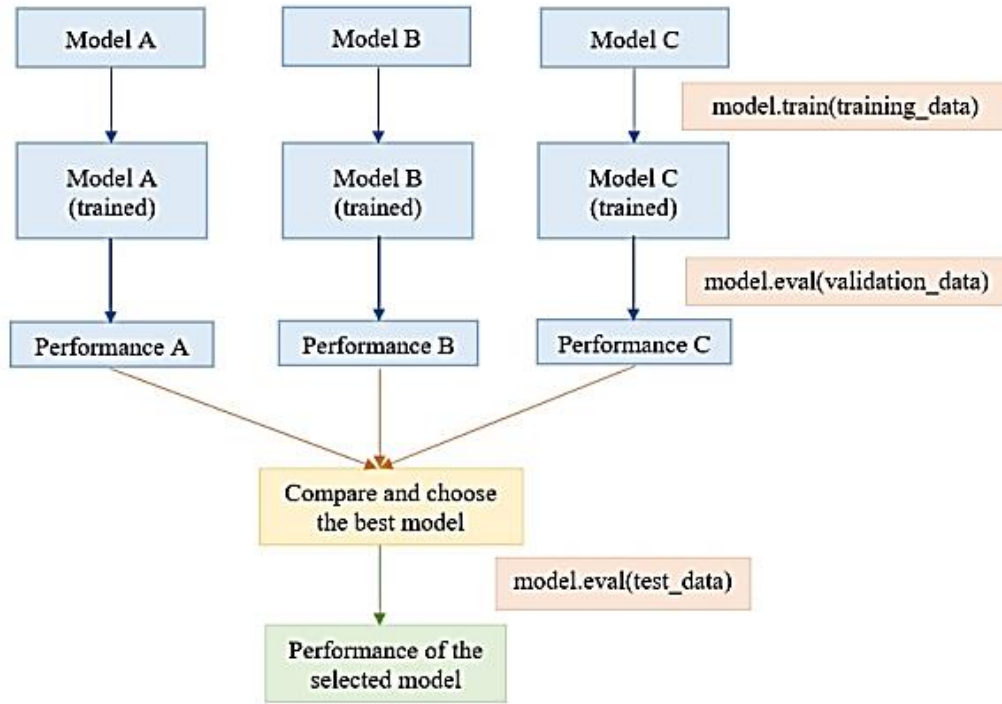 Model A
Model B
Model C
model.train(training_data)
Model A
(trained)
Model B
(trained)
Model C
(trained)
model.eval(validation_data)
Performance A
Performance B
Performance C
Compare and choose
the best model
model.eval(test_data)
Performance of the
selected model